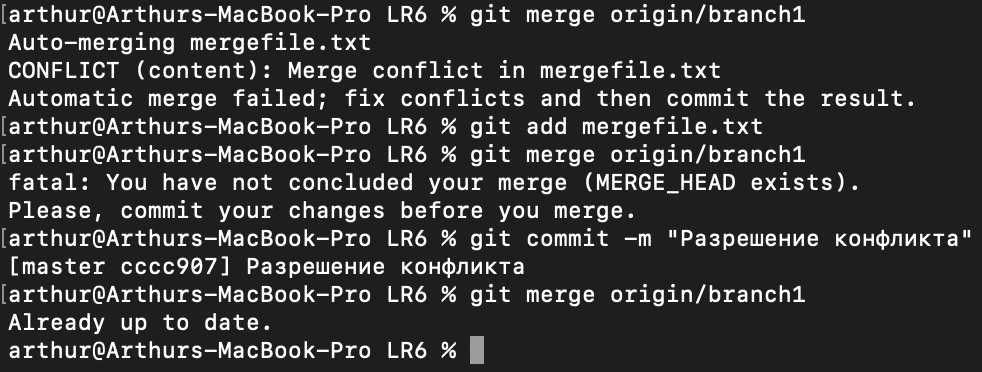 [arthur@Arthurs-MacBook-Pro LR6 % git merge origin/branch1
Auto-merging mergefile.txt
CONFLICT (content): Merge conflict in mergefile.txt
Automatic merge failed; fix conflicts and then commit the result.
[arthur@Arthurs-MacBook-Pro LR6 % git add mergefile.txt
[arthur@Arthurs-MacBook-Pro LR6 % git merge origin/branch1
fatal: You have not concluded your merge (MERGE_HEAD exists).
Please, commit your changes before you merge.
[arthur@Arthurs-MacBook-Pro LR6 % git commit -m "Разрешение конфликта"
[master cccc907] Разрешение конфликта
[arthur@Arthurs-MacBook-Pro LR6 % git merge origin/branch1
Already up to date.
arthur@Arthurs-MacBook-Pro LR6 %